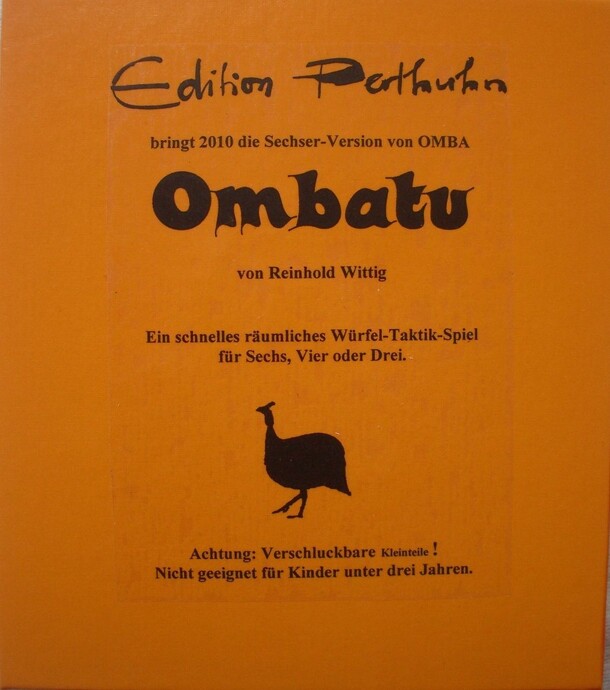 Edition Perlhuhn
bringt 2010 die Sechser-Version von OMBA
Ombatu
von Reinhold Wittig
Ein schnelles räumliches Würfel-Taktik-Spiel
für Sechs, Vier oder Drei.
Achtung: Verschluckbare Kleinteile !
Nicht geeignet für Kinder unter drei Jahren.